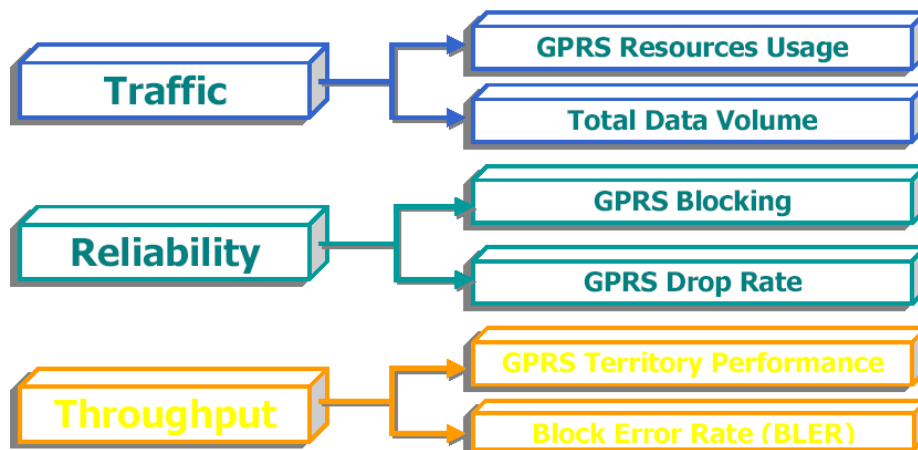 Traffic
GPRS Resources Usage
Total Data Volume
Reliability
GPRS Blocking
GPRS Drop Rate
Throughput
GPRS Territory Performance
Block Error Rate (BLER)